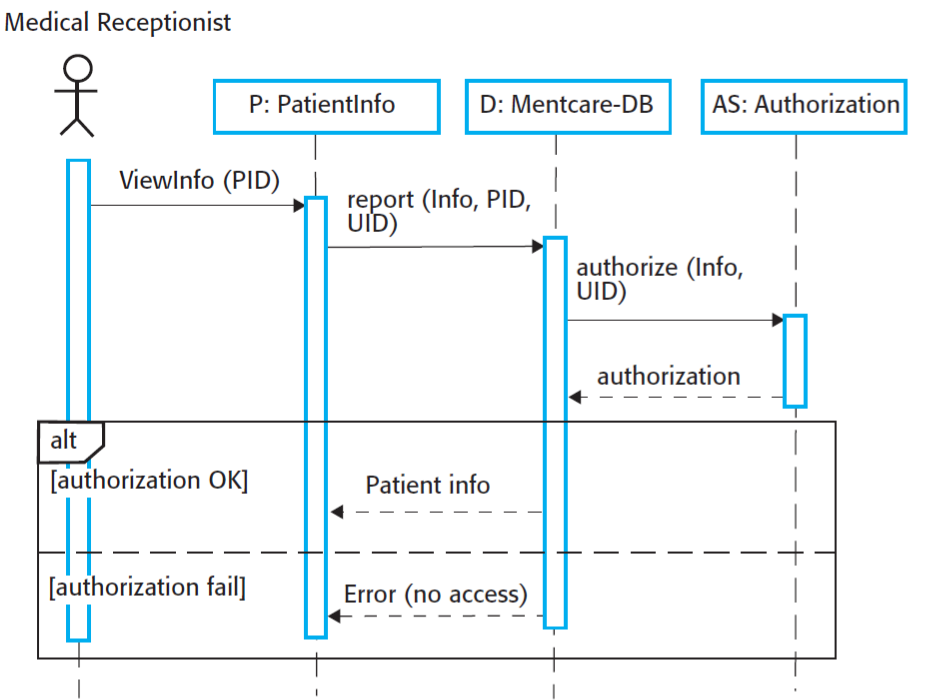 Medical Receptionist
P: PatientInfo
D: Mentcare-DB
AS: Authorization
ViewInfo (PID)
report (Info, PID,
UID)
authorize (Info,
UID)
authorization
alt
[authorization OK]
Patient info
[authorization fail]
Error (no access)